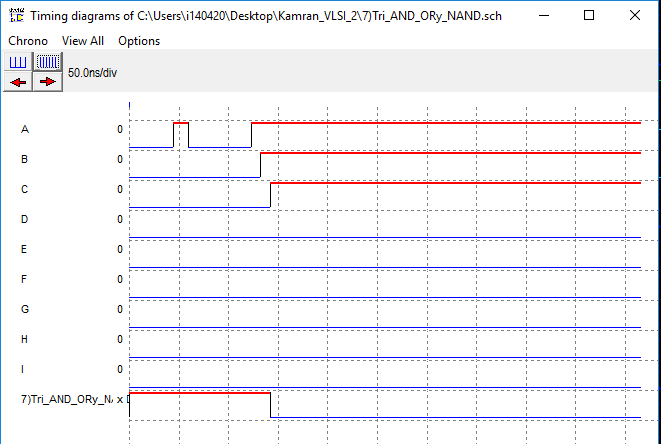 Timing diagrams of C:\Users\i140420\Desktop\Kamran_VLSI_2\7)Tri_AND_ORy_NAND.sch
Chrono View All Options
50.0ns/div
A 0
B 0
C 0
D 0
E 0
F 0
G 0
H 0
I 0
7)Tri_AND_ORy_NA x